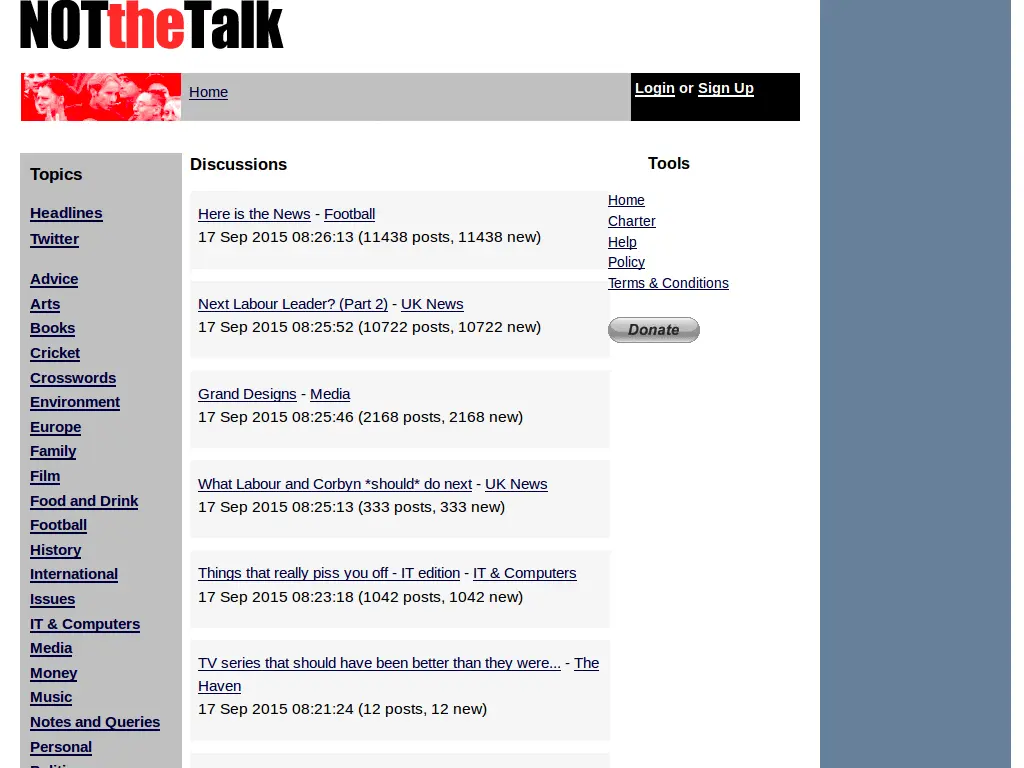 NOTtheTalk
Home
Login or Sign Up
Topics
Headlines
Twitter
Advice
Arts
Books
Cricket
Crosswords
Environment
Europe
Family
Film
Food and Drink
Football
History
International
Issues
IT & Computers
Media
Money
Music
Notes and Queries
Personal
Discussions
Here is the News - Football
17 Sep 2015 08:26:13 (11438 posts, 11438 new)
Next Labour Leader? (Part 2) - UK News
17 Sep 2015 08:25:52 (10722 posts, 10722 new)
Grand Designs - Media
17 Sep 2015 08:25:46 (2168 posts, 2168 new)
What Labour and Corbyn *should* do next - UK News
17 Sep 2015 08:25:13 (333 posts, 333 new)
Things that really piss you off - IT edition - IT & Computers
17 Sep 2015 08:23:18 (1042 posts, 1042 new)
TV series that should have been better than they were... - The
Haven
17 Sep 2015 08:21:24 (12 posts, 12 new)
Tools
Home
Charter
Help
Policy
Terms & Conditions
Donate